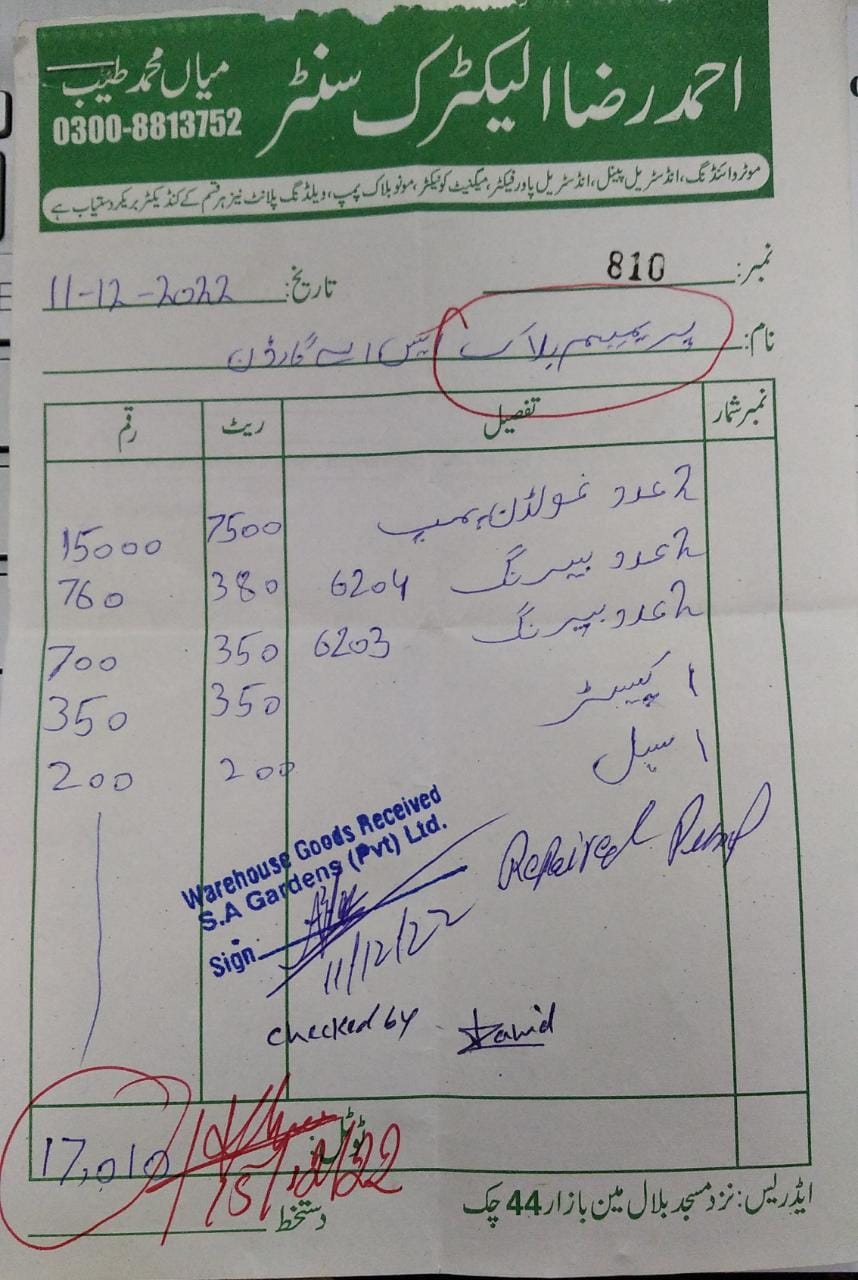 احمد رضا الیکٹرک سنٹر
میاں محمد طیب
0300-8813752
موٹر وائنڈنگ، انڈسٹریل پینل، انڈسٹریل پاور فیکٹر، میگنیٹ کونیکٹر، مونو بلاک پمپ، ویلڈنگ پلانٹ نیز ہر قسم کے کنڈیکٹر بریکر دستیاب ہے
نمبر: 810 تاریخ: 11-12-2022
نام: پریمیم بلاک ایس اے گارڈن
نمبر شمار تفصیل ریٹ رقم
2 عدد غولڈن پمپ 7500 15000
2 عدد بیرنگ 6204 380 760
2 عدد بیرنگ 6203 350 700
1 کپیسٹر 350 350
1 سیل 200 200
Warehouse Goods Received
S.A Gardens (Pvt) Ltd.
Repaired Pump
Sign
11/12/22
checked by
ٹوٹل 17,010
15/12/22
دستخط
ایڈریس: نزد مسجد بلال مین بازار 44 چک